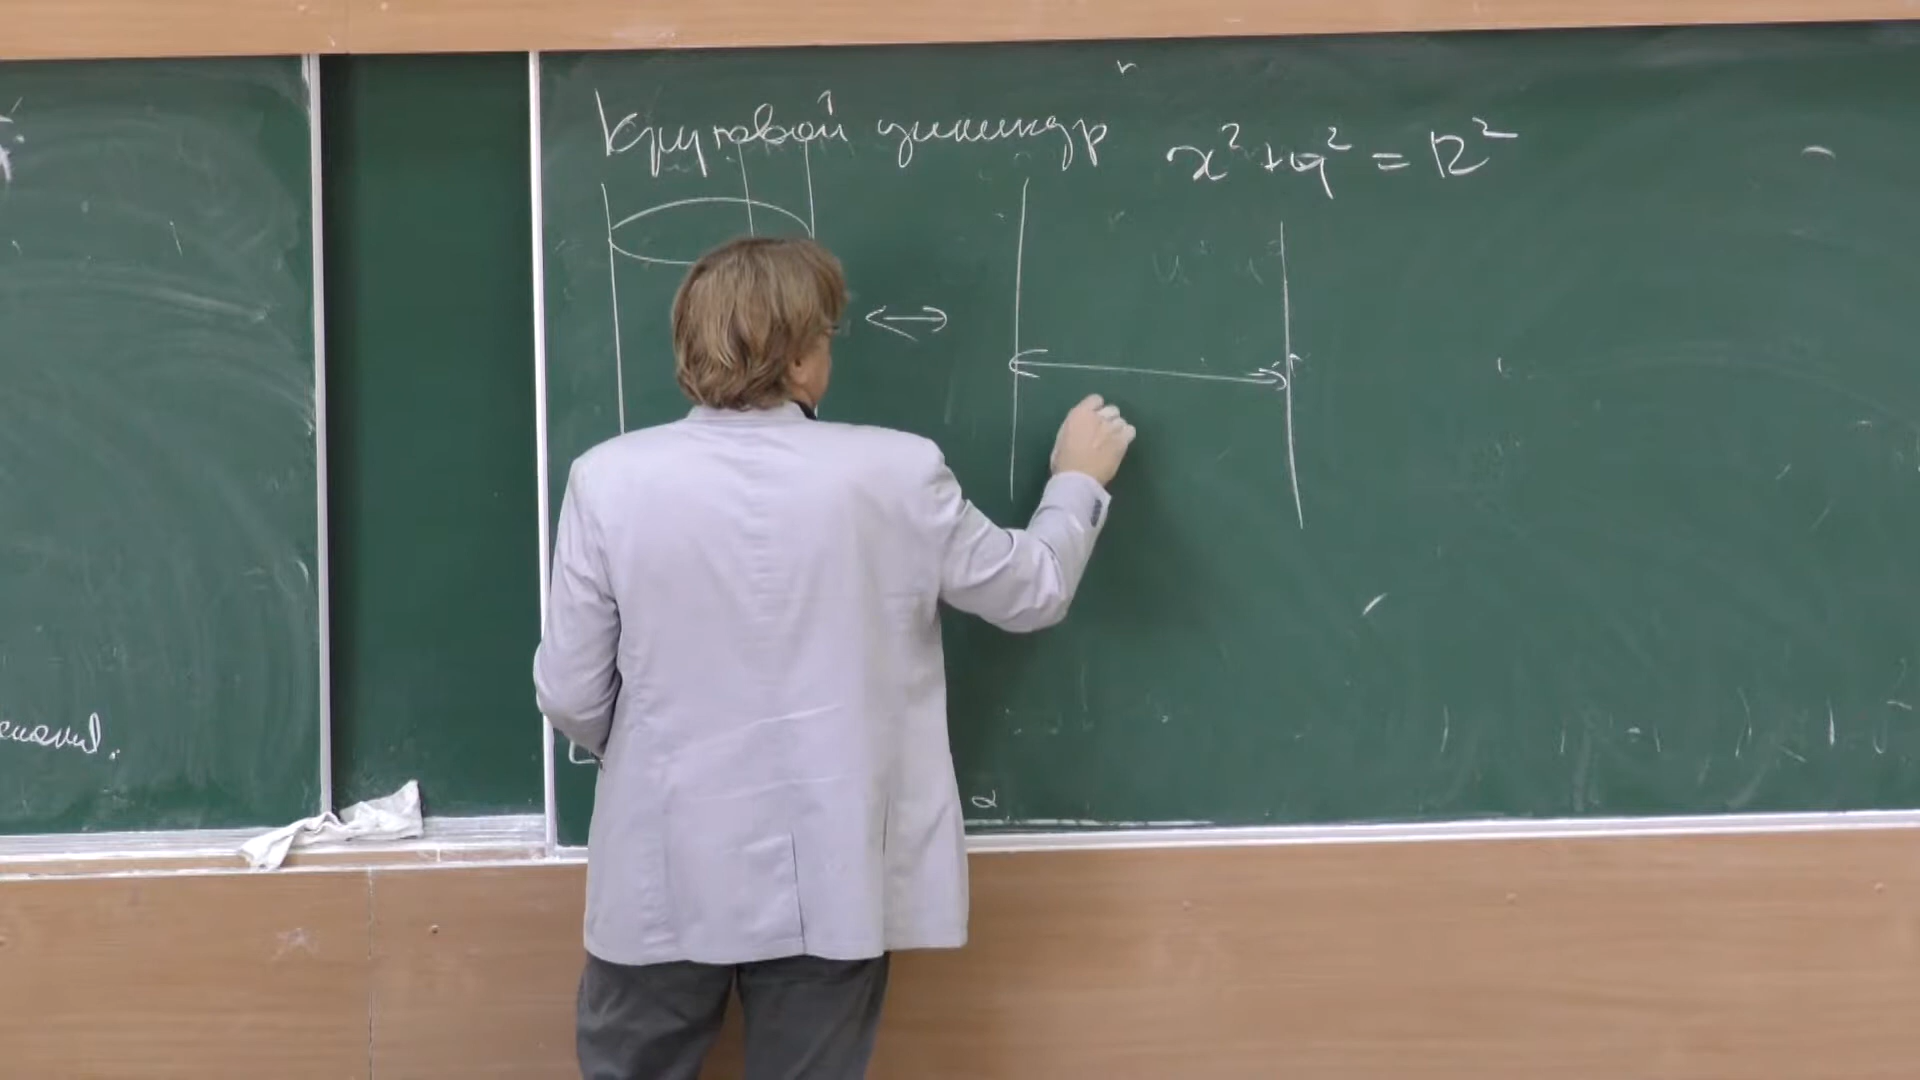 Круговой цилиндр x² + y² = R²
α